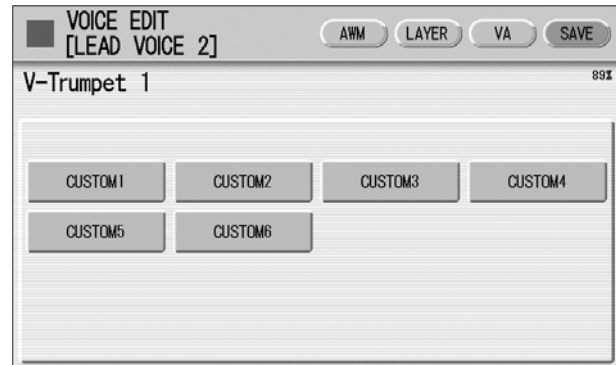 VOICE EDIT
[LEAD VOICE 2]
AWM LAYER VA SAVE
V-Trumpet 1
89%
CUSTOM1 CUSTOM2 CUSTOM3 CUSTOM4
CUSTOM5 CUSTOM6